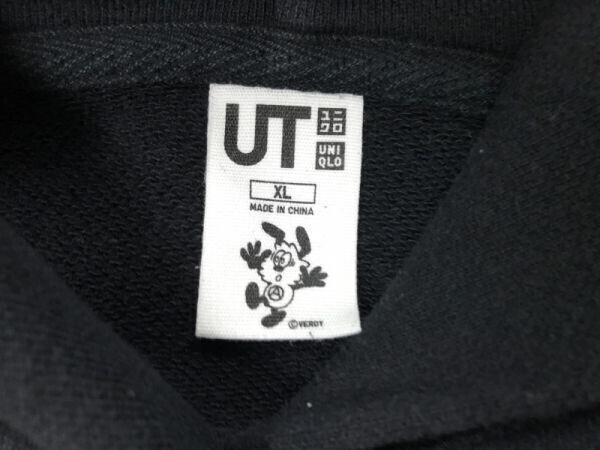 UT
ユニ
クロ
UNI
QLO
XL
MADE IN CHINA
A
©VERDY